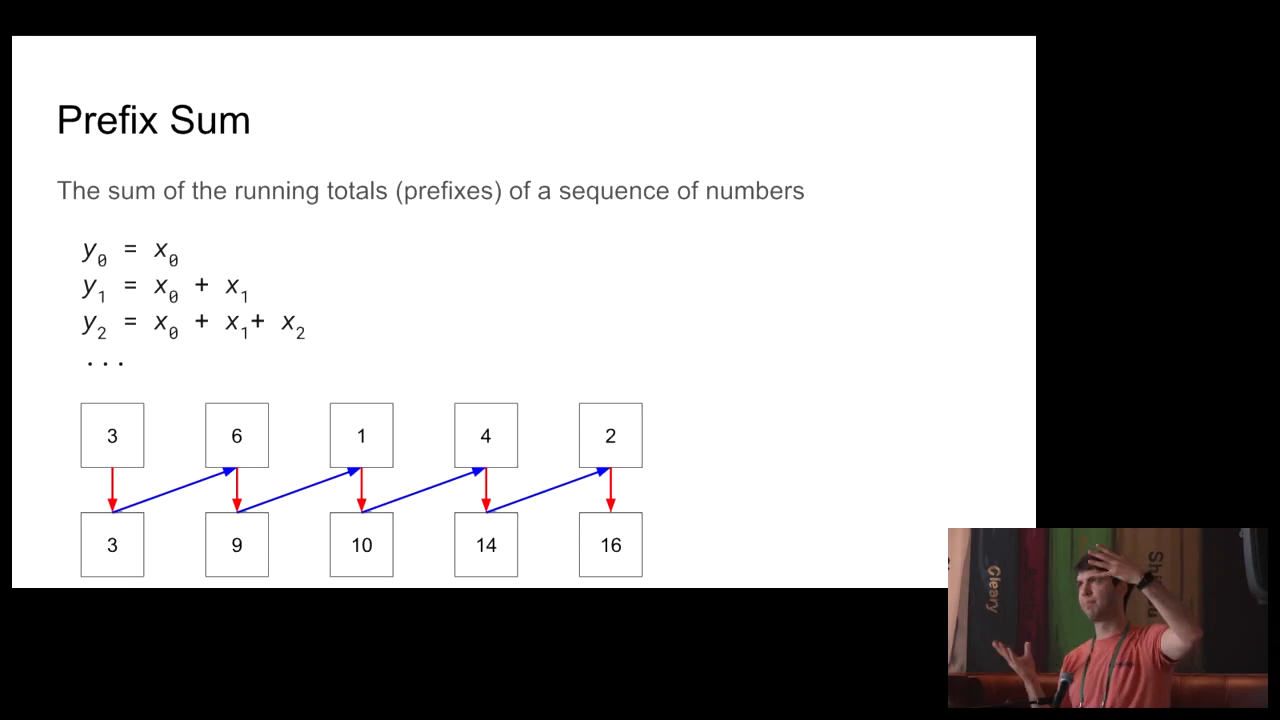 Prefix Sum
The sum of the running totals (prefixes) of a sequence of numbers
y0 = x0
y1 = x0 + x1
y2 = x0 + x1+ x2
...
3 6 1 4 2
3 9 10 14 16
Cleary